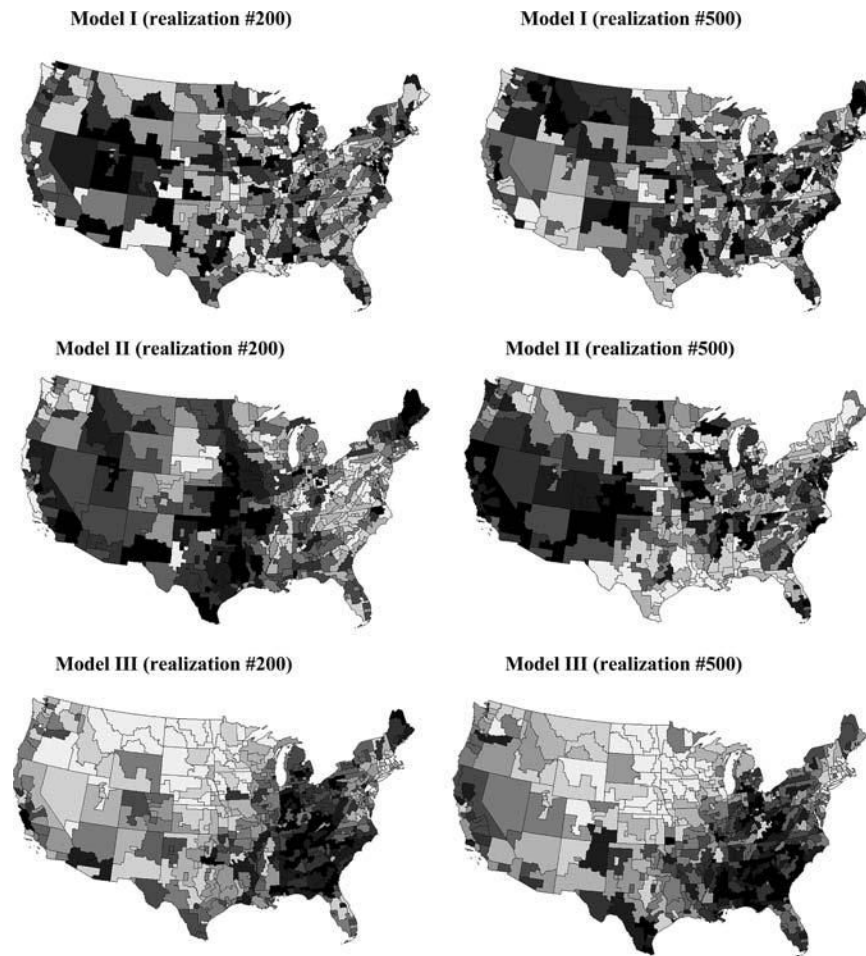 Model I (realization #200)
Model I (realization #500)
Model II (realization #200)
Model II (realization #500)
Model III (realization #200)
Model III (realization #500)